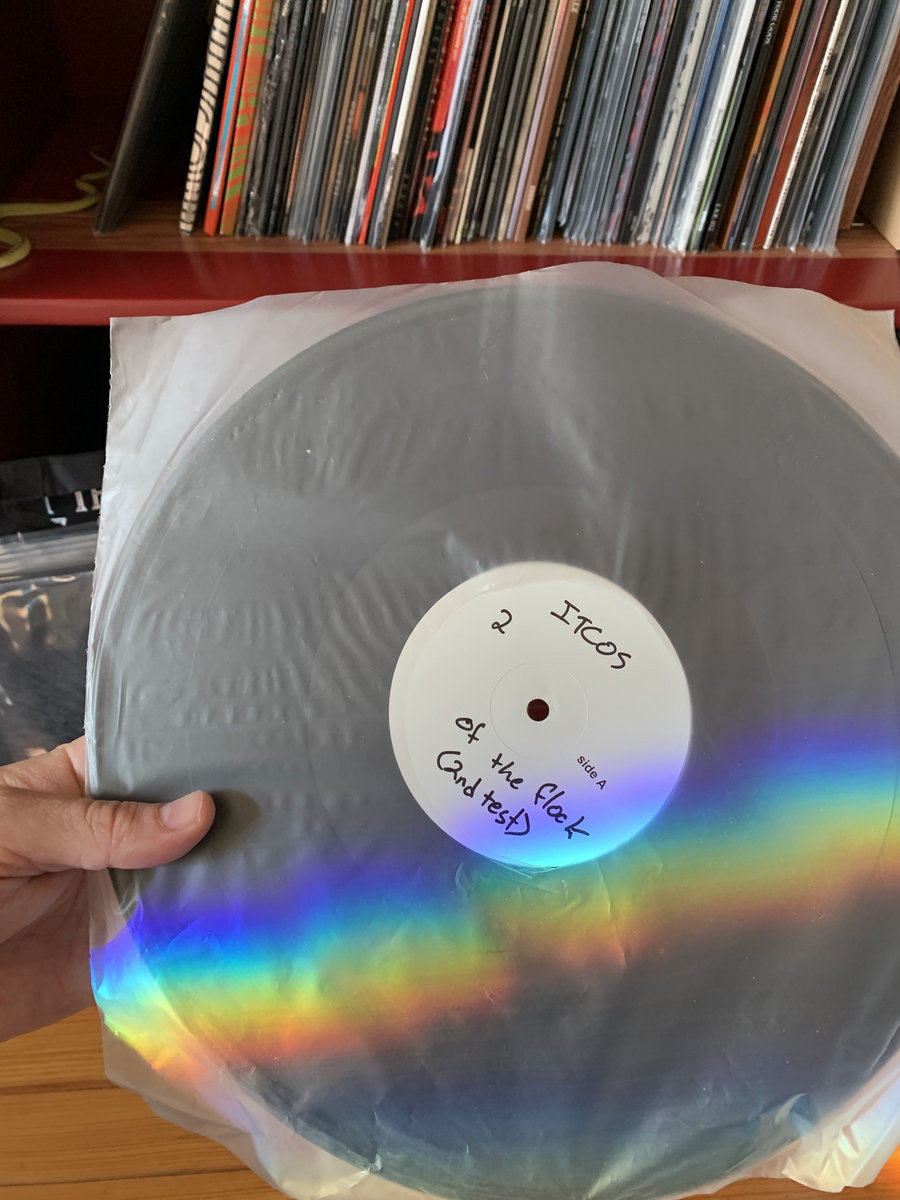 2
ITCOS
of the flock
(2nd test)
side A